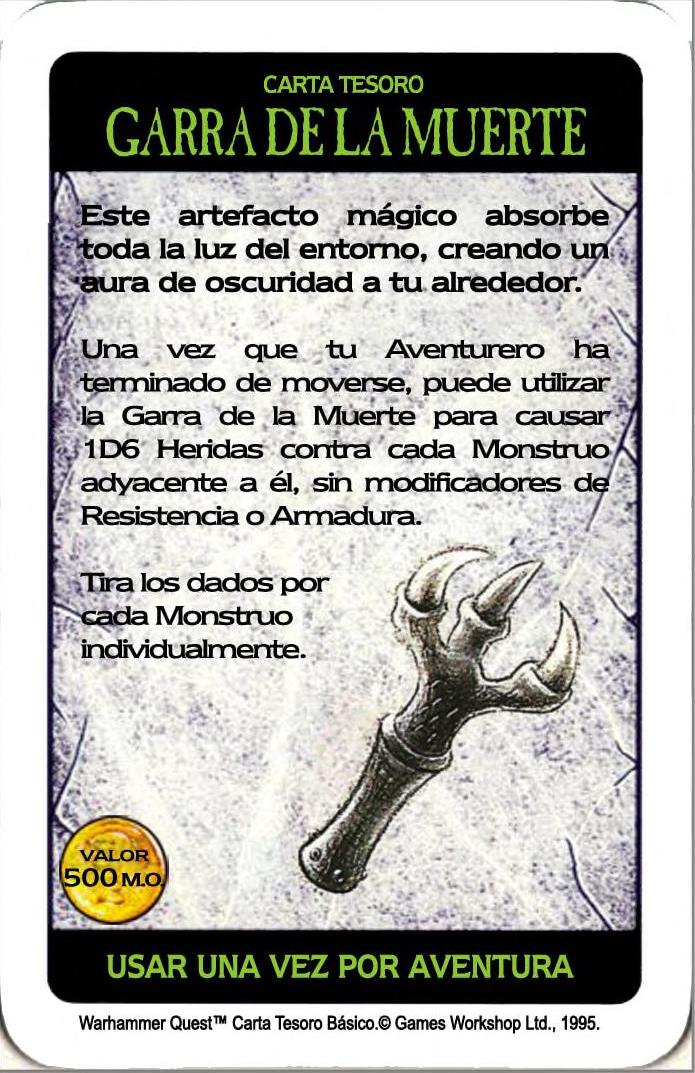 CARTA TESORO
GARRA DE LA MUERTE
Este artefacto mágico absorbe
toda la luz del entorno, creando un
aura de oscuridad a tu alrededor.
Una vez que tu Aventurero ha
terminado de moverse, puede utilizar
la Garra de la Muerte para causar
1D6 Heridas contra cada Monstruo
adyacente a él, sin modificadores de
Resistencia o Armadura.
Tira los dados por
cada Monstruo
individualmente.
VALOR
500 M.O.
USAR UNA VEZ POR AVENTURA
Warhammer Quest™ Carta Tesoro Básico.© Games Workshop Ltd., 1995.